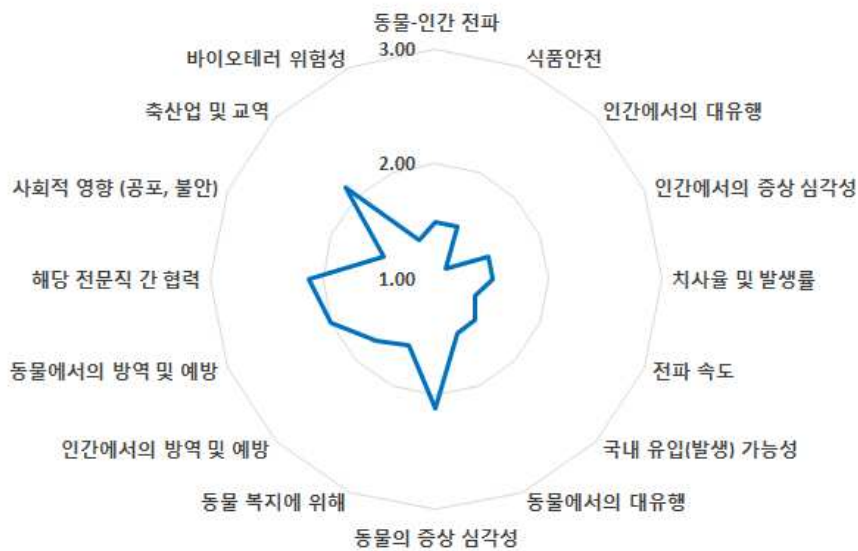 동물-인간 전파
3.00
바이오테러 위험성
식품안전
축산업 및 교역
인간에서의 대유행
2.00
사회적 영향 (공포, 불안)
인간에서의 증상 심각성
해당 전문직 간 협력
1.00
치사율 및 발생률
동물에서의 방역 및 예방
전파 속도
인간에서의 방역 및 예방
국내 유입(발생) 가능성
동물 복지에 위해
동물에서의 대유행
동물의 증상 심각성